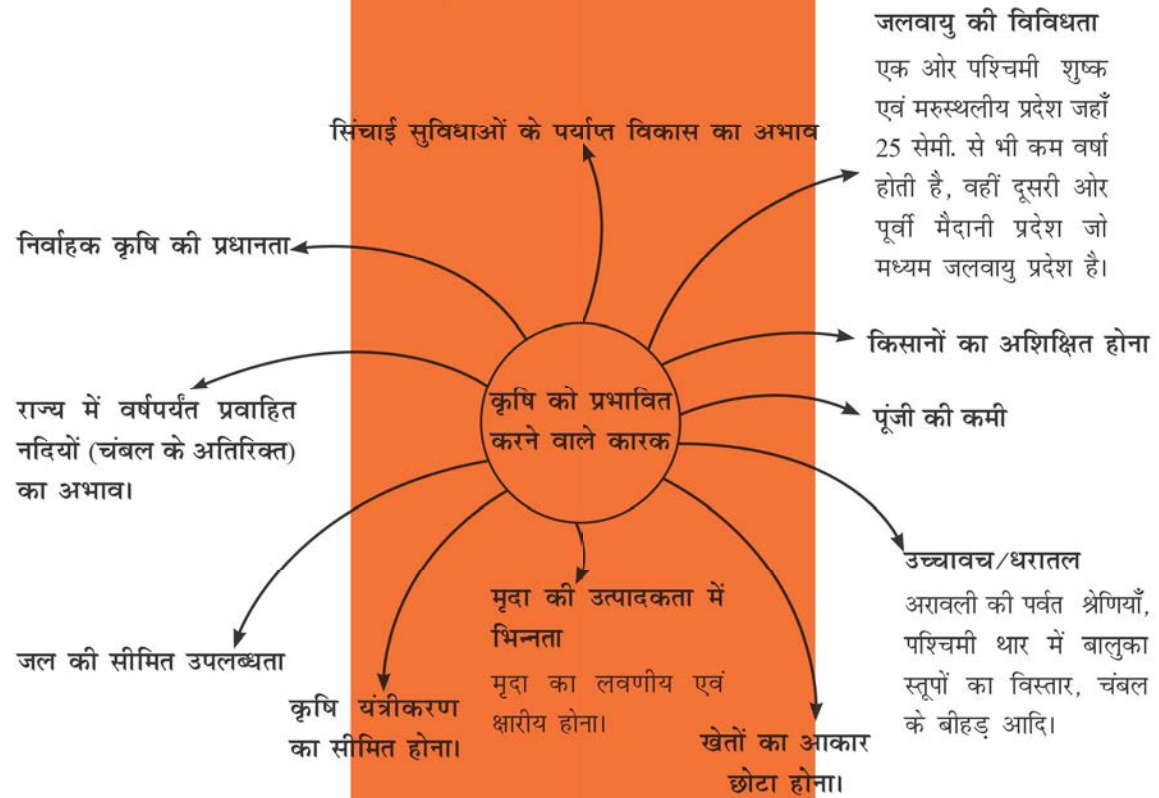 सिंचाई सुविधाओं के पर्याप्त विकास का अभाव
जलवायु की विविधता
एक ओर पश्चिमी शुष्क
एवं मरुस्थलीय प्रदेश जहाँ
25 सेमी. से भी कम वर्षा
होती है, वहीं दूसरी ओर
पूर्वी मैदानी प्रदेश जो
मध्यम जलवायु प्रदेश है।
निर्वाहक कृषि की प्रधानता
किसानों का अशिक्षित होना
कृषि को प्रभावित
करने वाले कारक
पूंजी की कमी
राज्य में वर्षपर्यंत प्रवाहित
नदियों (चंबल के अतिरिक्त)
का अभाव।
उच्चावच/धरातल
अरावली की पर्वत श्रेणियाँ,
पश्चिमी थार में बालुका
स्तूपों का विस्तार, चंबल
के बीहड़ आदि।
जल की सीमित उपलब्धता
कृषि यंत्रीकरण
का सीमित होना।
मृदा की उत्पादकता में
भिन्नता
मृदा का लवणीय एवं
क्षारीय होना।
खेतों का आकार
छोटा होना।